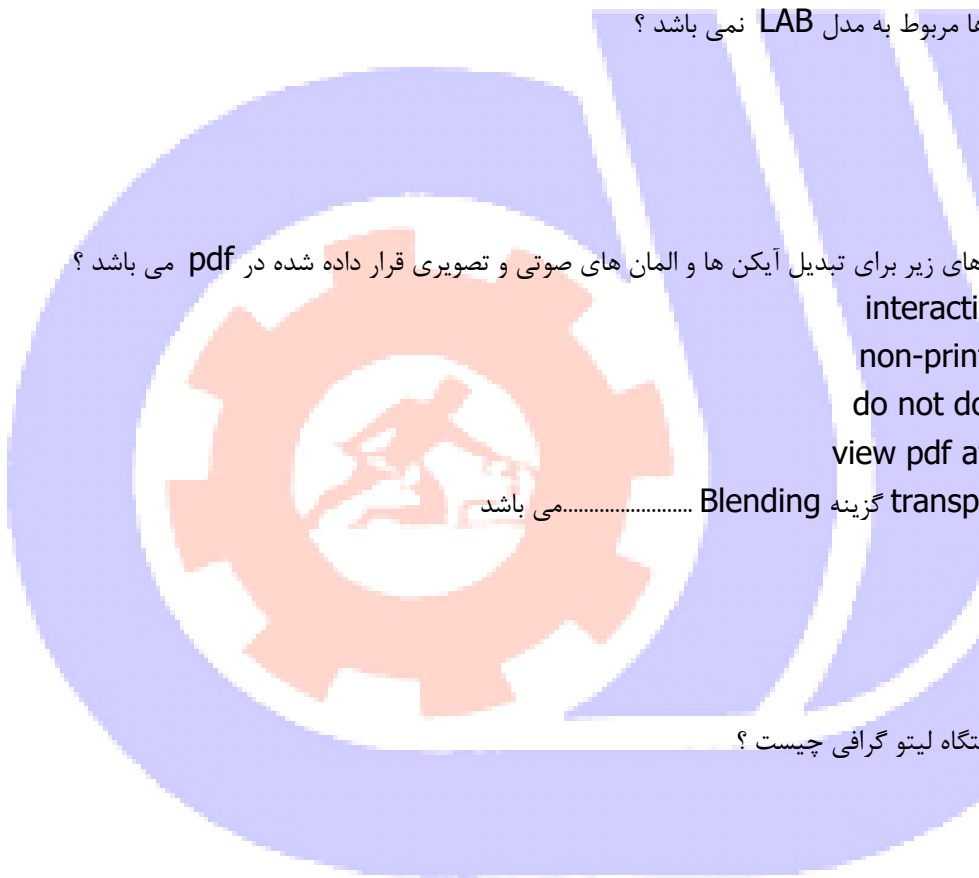 ها مربوط به مدل LAB نمی باشد ؟
های زیر برای تبدیل آیکن ها و المان های صوتی و تصویری قرار داده شده در pdf می باشد ؟
interacti
non-prin
do not do
view pdf a
transp گزینه Blending .........................می باشد
تگاه لیتو گرافی چیست ؟